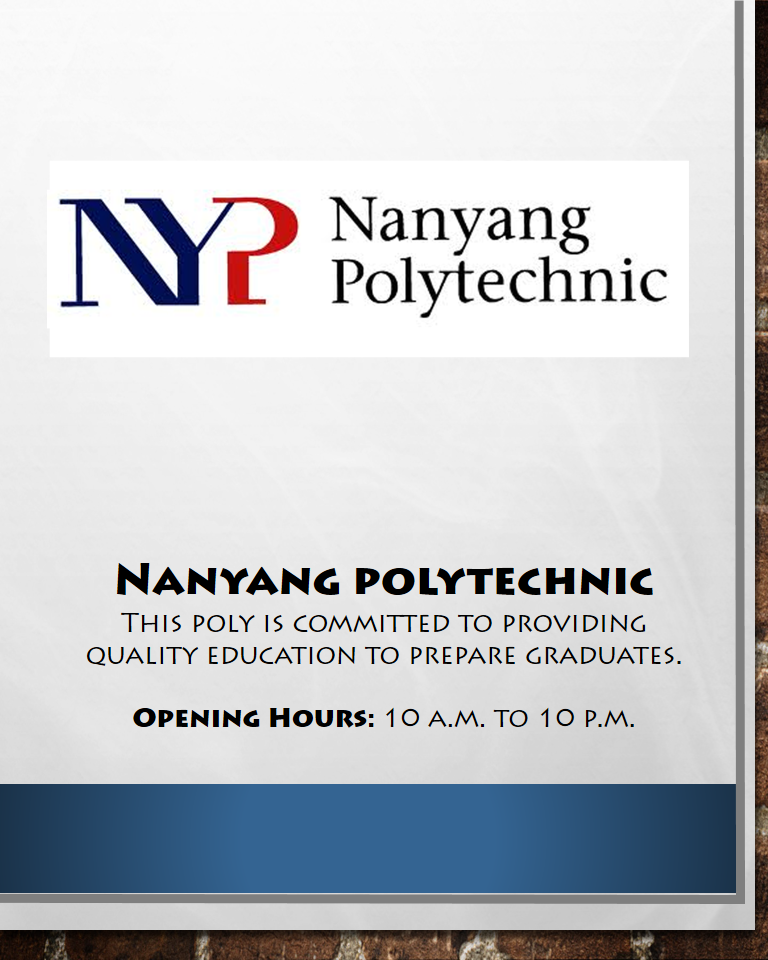 NYP
Nanyang
Polytechnic
NANYANG POLYTECHNIC
THIS POLY IS COMMITTED TO PROVIDING
QUALITY EDUCATION TO PREPARE GRADUATES.
OPENING HOURS: 10 A.M. TO 10 P.M.